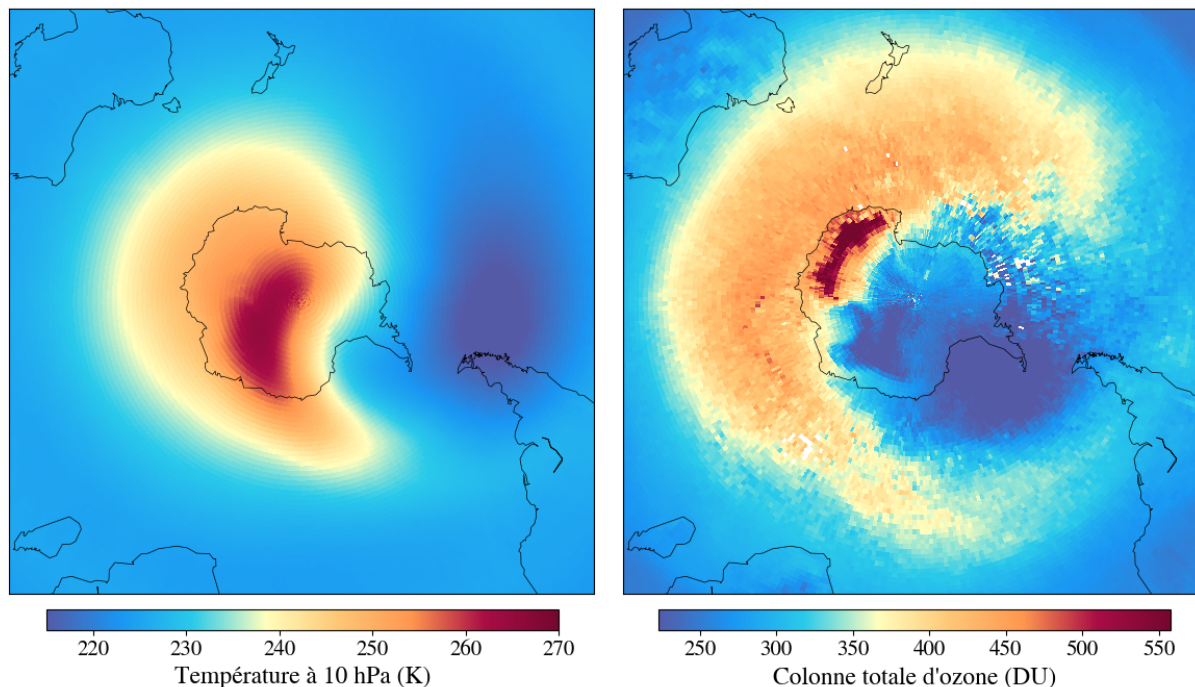 220 230 240 250 260 270
Température à 10 hPa (K)
250 300 350 400 450 500 550
Colonne totale d'ozone (DU)